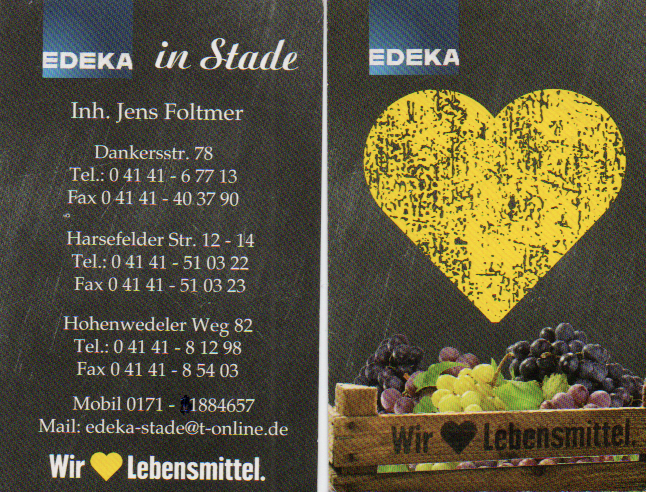 EDEKA in Stade
Inh. Jens Foltmer
Dankersstr. 78
Tel.: 0 41 41 - 6 77 13
Fax 0 41 41 - 40 37 90
Harsefelder Str. 12 - 14
Tel.: 0 41 41 - 51 03 22
Fax 0 41 41 - 51 03 23
Hohenwedeler Weg 82
Tel.: 0 41 41 - 8 12 98
Fax 0 41 41 - 8 54 03
Mobil 0171 - 1884657
Mail: edeka-stade@t-online.de
Wir Lebensmittel.
EDEKA
Wir Lebensmittel.